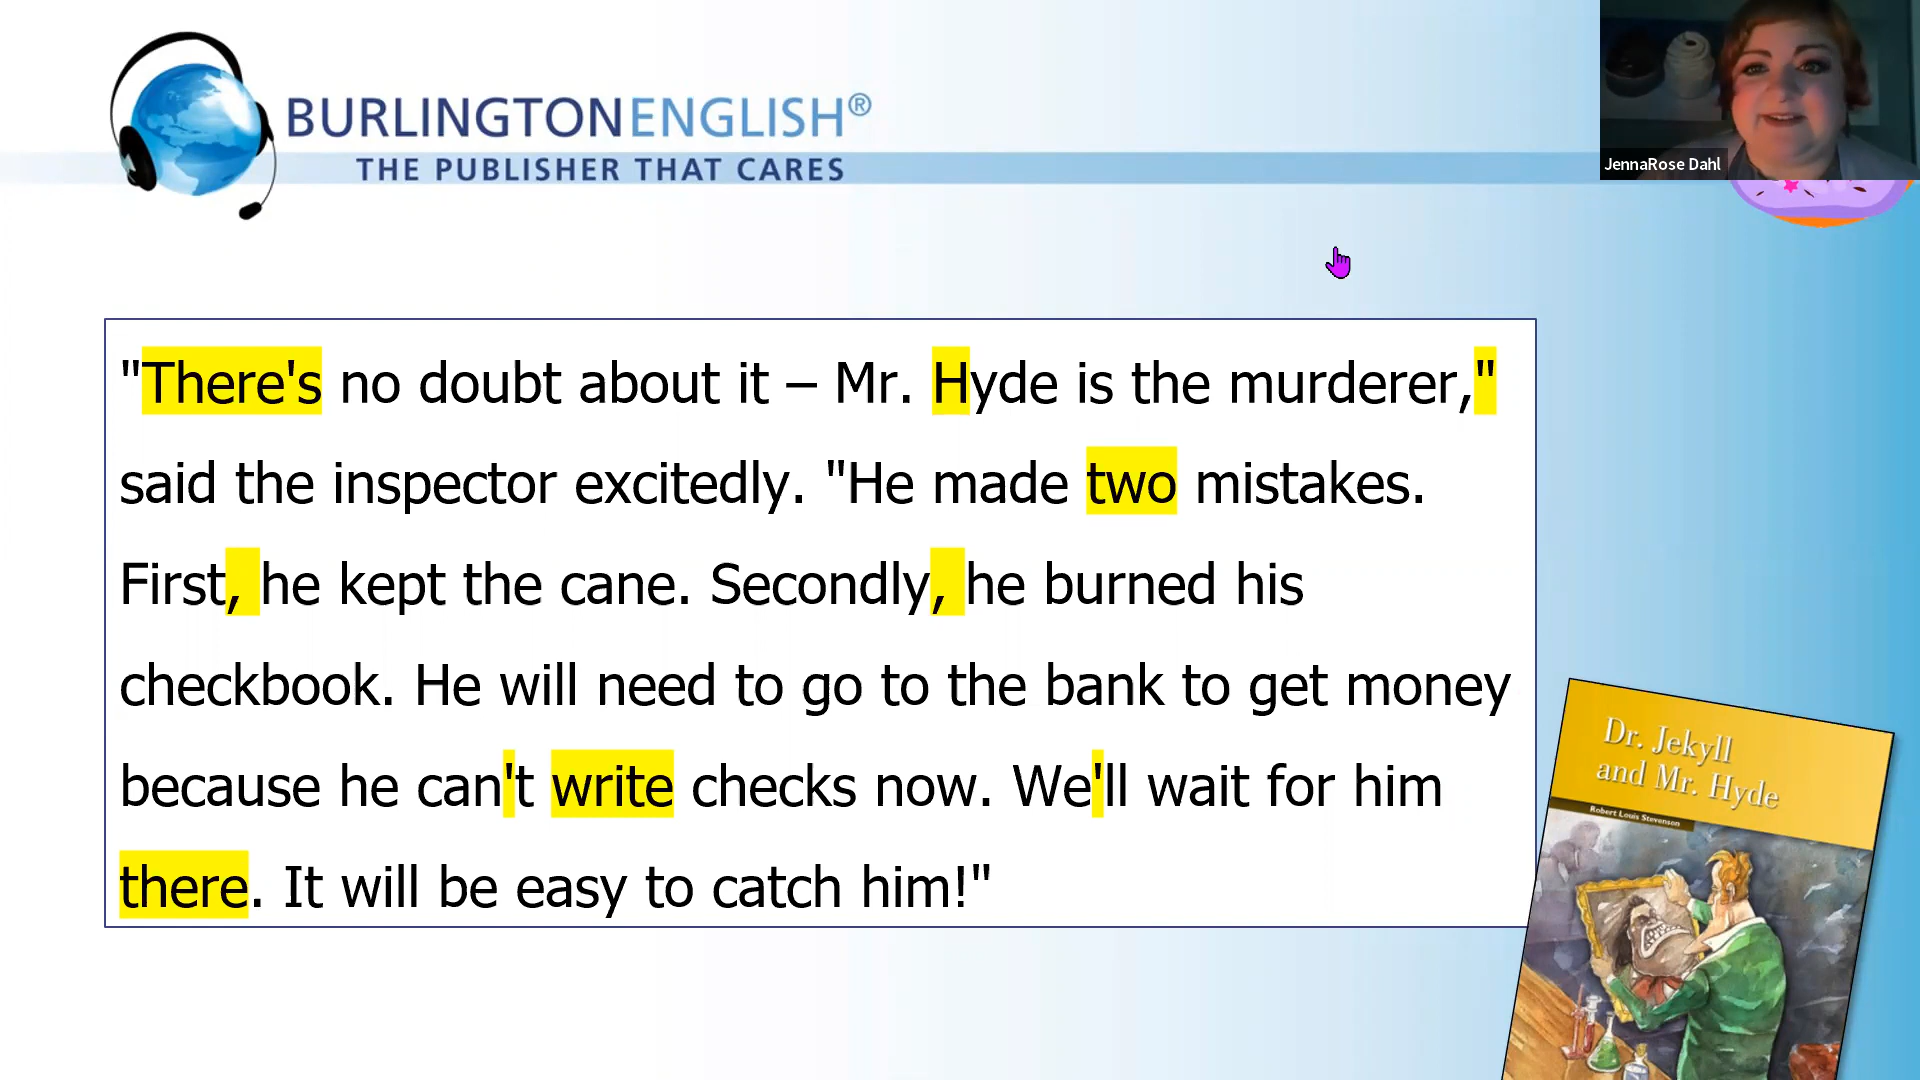 BURLINGTONENGLISH®
THE PUBLISHER THAT CARES
JennaRose Dahl
"There's no doubt about it – Mr. Hyde is the murderer,"
said the inspector excitedly. "He made two mistakes.
First, he kept the cane. Secondly, he burned his
checkbook. He will need to go to the bank to get money
because he can't write checks now. We'll wait for him
there. It will be easy to catch him!"
Dr. Jekyll
and Mr. Hyde
Robert Louis Stevenson